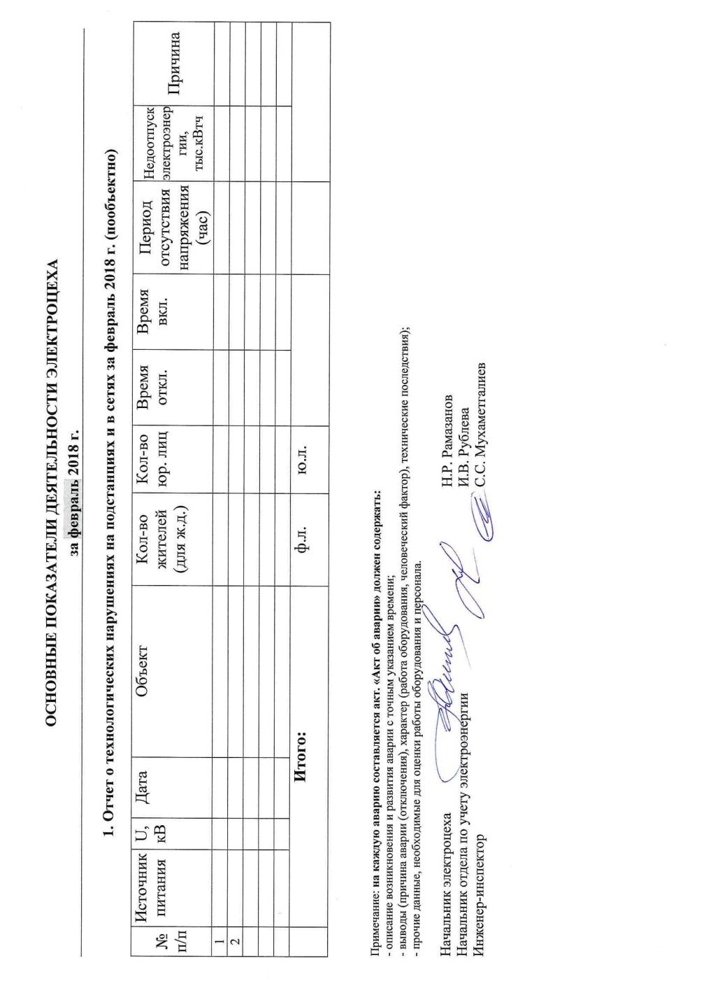 ОСНОВНЫЕ ПОКАЗАТЕЛИ ДЕЯТЕЛЬНОСТИ ЭЛЕКТРОЦЕХА
за февраль 2018 г.
1. Отчет о технологических нарушениях на подстанциях и в сетях за февраль 2018 г. (пообъектно)
№ п/п
Источник питания
U, кВ
Дата
Объект
Кол-во жителей (для ж.д.)
Кол-во юр. лиц
Время откл.
Время вкл.
Период отсутствия напряжения (час)
Недоотпуск электроэнер гии, тыс.кВтч
Причина
1
2
Итого:
ф.л.
ю.л.
Примечание: на каждую аварию составляется акт. «Акт об аварии» должен содержать:
- описание возникновения и развития аварии с точным указанием времени;
- выводы (причина аварии (отключения), характер (работа оборудования, человеческий фактор), технические последствия);
- прочие данные, необходимые для оценки работы оборудования и персонала.
Начальник электроцеха Н.Р. Рамазанов
Начальник отдела по учету электроэнергии И.В. Рублева
Инженер-инспектор С.С. Мухаметгалиев